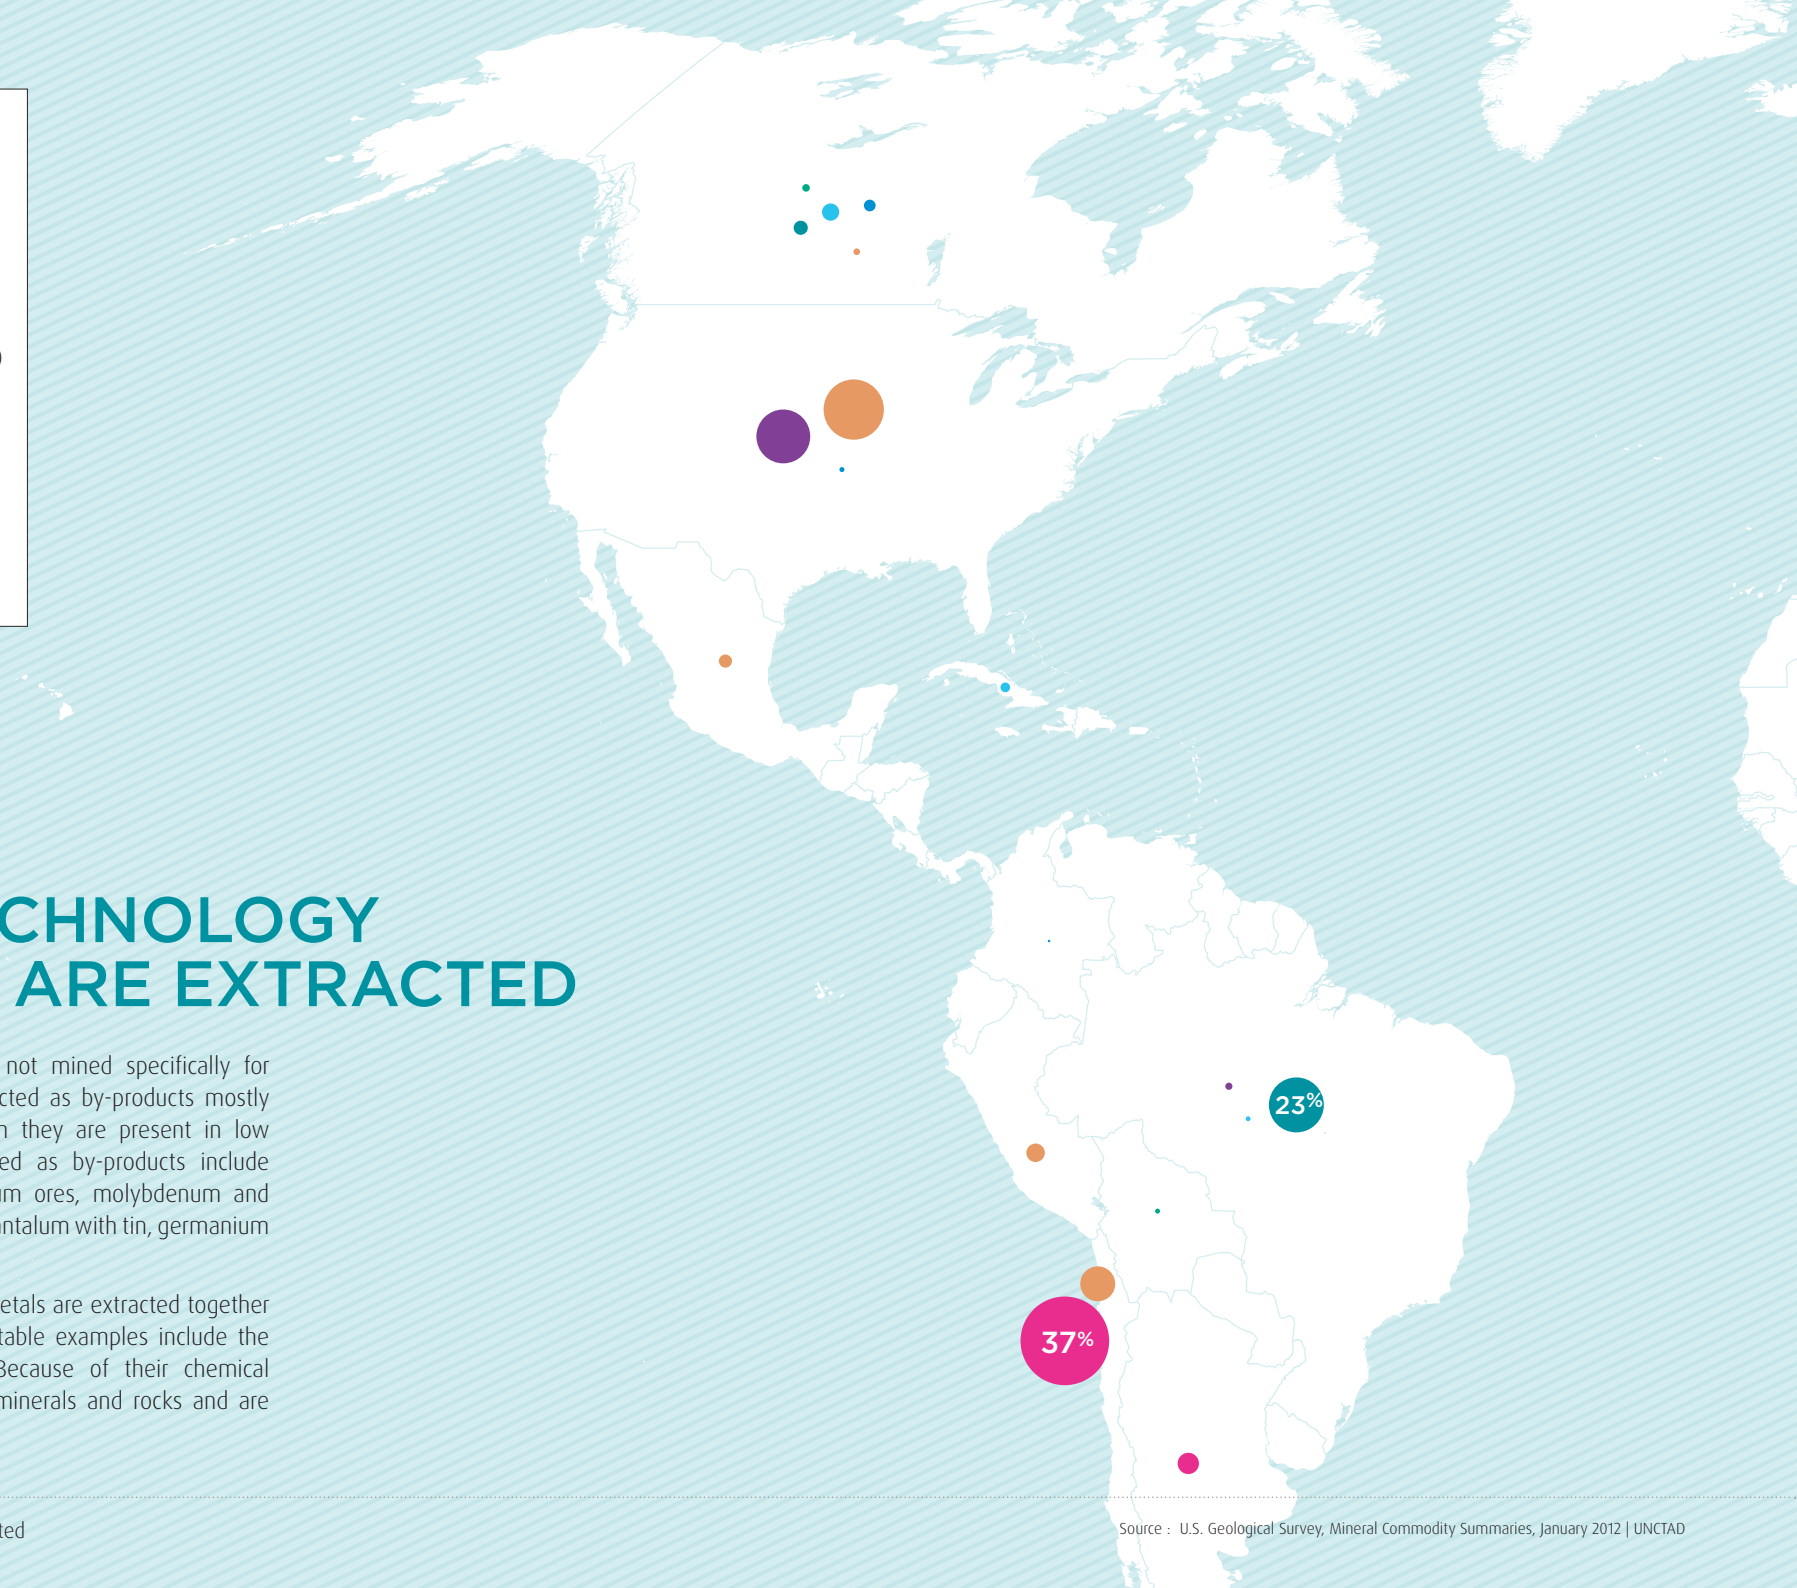 )
CHNOLOGY
ARE EXTRACTED
not mined specifically for
cted as by-products mostly
they are present in low
ed as by-products include
um ores, molybdenum and
antalum with tin, germanium
etals are extracted together
table examples include the
Because of their chemical
minerals and rocks and are
ted
23%
37%
Source : U.S. Geological Survey, Mineral Commodity Summaries, January 2012 | UNCTAD